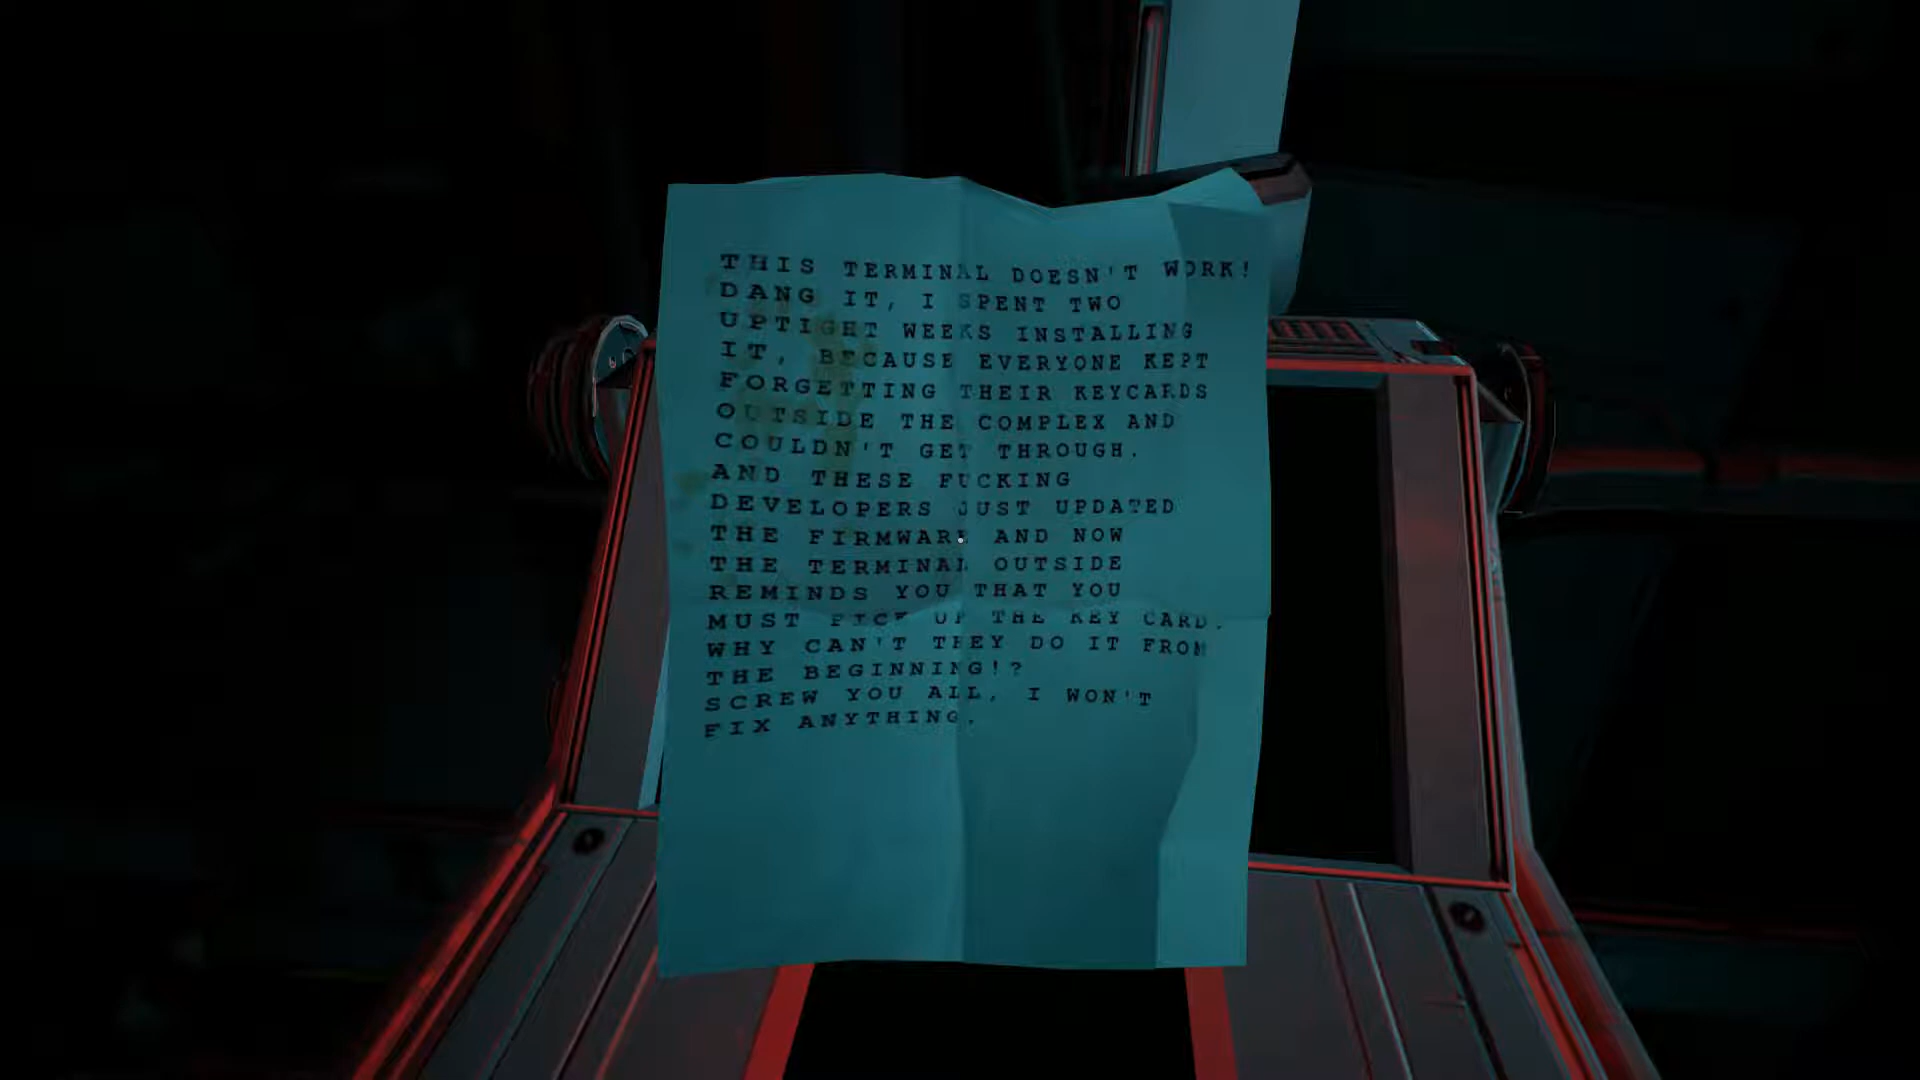 THIS TERMINAL DOESN'T WORK!
DANG IT, I SPENT TWO
UPTIGHT WEEKS INSTALLING
IT, BECAUSE EVERYONE KEPT
FORGETTING THEIR KEYCARDS
OUTSIDE THE COMPLEX AND
COULDN'T GET THROUGH.
AND THESE FUCKING
DEVELOPERS JUST UPDATED
THE FIRMWARE AND NOW
THE TERMINAL OUTSIDE
REMINDS YOU THAT YOU
MUST PICK UP THE KEY CARD.
WHY CAN'T THEY DO IT FROM
THE BEGINNING!?
SCREW YOU ALL, I WON'T
FIX ANYTHING.